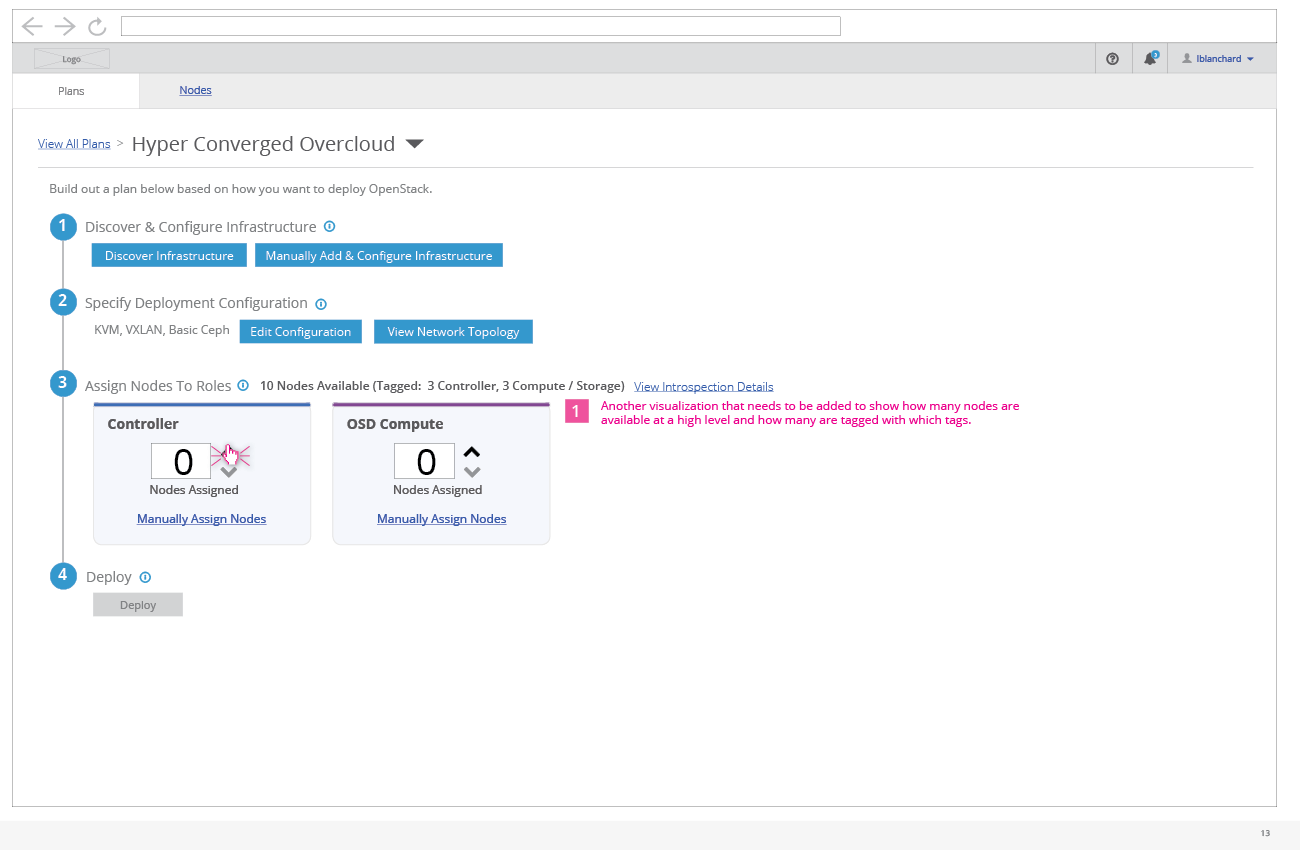 Logo
3
lblanchard
Plans
Nodes
View All Plans > Hyper Converged Overcloud
Build out a plan below based on how you want to deploy OpenStack.
1 Discover & Configure Infrastructure
Discover Infrastructure Manually Add & Configure Infrastructure
2 Specify Deployment Configuration
KVM, VXLAN, Basic Ceph Edit Configuration View Network Topology
3 Assign Nodes To Roles 10 Nodes Available (Tagged: 3 Controller, 3 Compute / Storage) View Introspection Details
1 Another visualization that needs to be added to show how many nodes are
available at a high level and how many are tagged with which tags.
Controller
0
Nodes Assigned
Manually Assign Nodes
OSD Compute
0
Nodes Assigned
Manually Assign Nodes
4 Deploy
Deploy
13